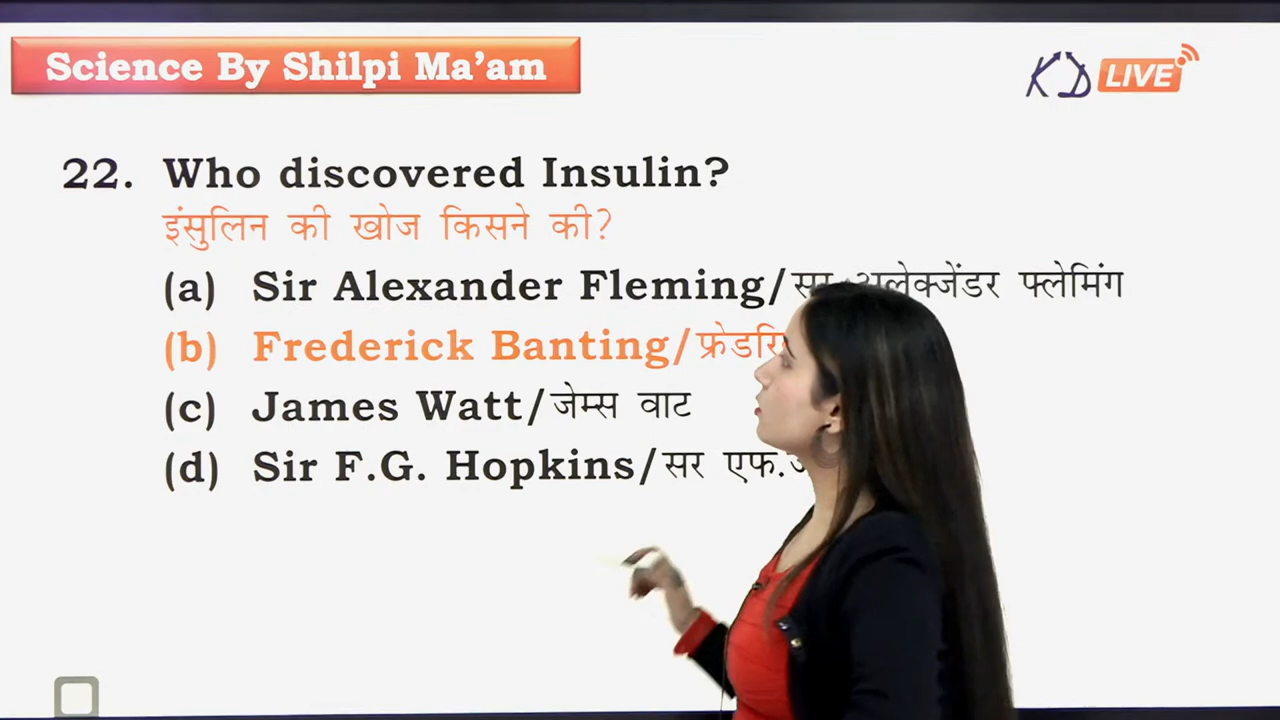 Science By Shilpi Ma'am
KD LIVE
22. Who discovered Insulin?
इंसुलिन की खोज किसने की?
(a) Sir Alexander Fleming/सर अलेक्जेंडर फ्लेमिंग
(b) Frederick Banting/
(c) James Watt/जेम्स वाट
(d) Sir F.G. Hopkins/सर एफ.